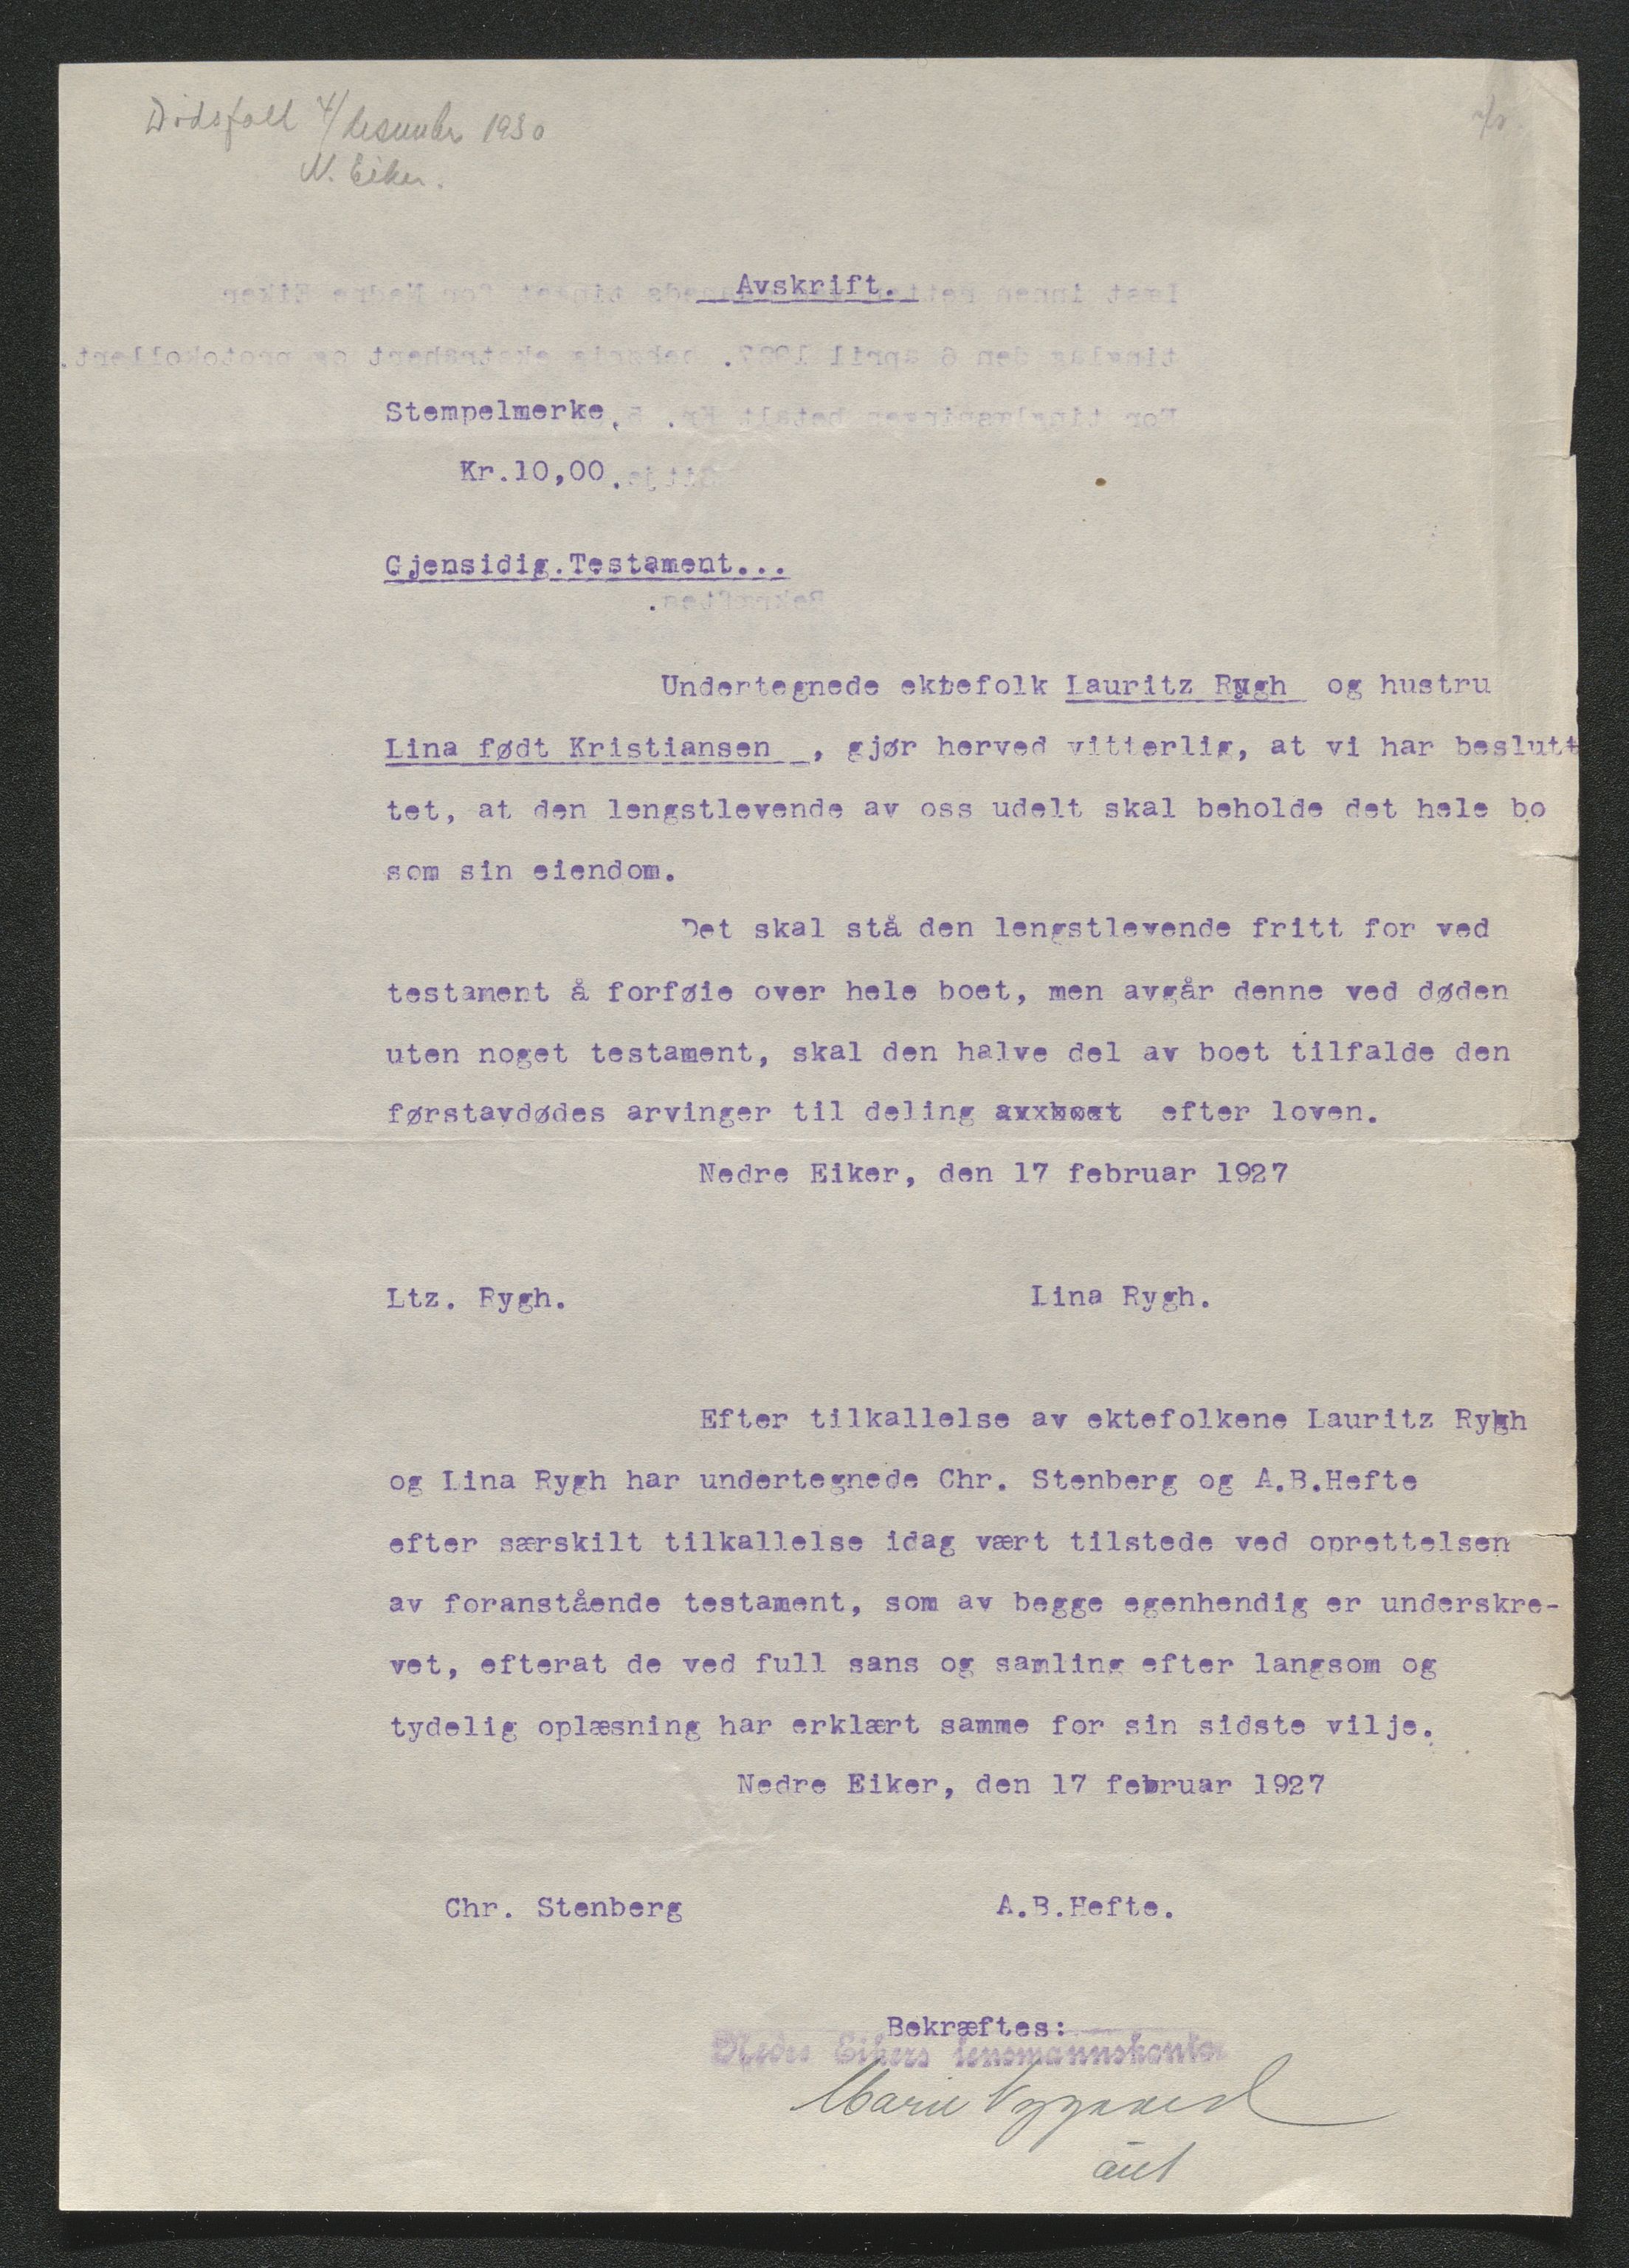 Dødsfall 4/desember 1930
N. Eiker.
Avskrift.
Stempelmerke,
Kr.10,00.
Gjensidig.Testament...
Undertegnede ektefolk Lauritz Rygh og hustru
Lina født Kristiansen , gjør herved vitterlig, at vi har beslutt
tet, at den lengstlevende av oss udelt skal beholde det hele bo
som sin eiendom.
Det skal stå den lengstlevende fritt for ved
testament å forføie over hele boet, men avgår denne ved døden
uten noget testament, skal den halve del av boet tilfalde den
førstavdødes arvinger til deling efter loven.
Nedre Eiker, den 17 februar 1927
Ltz. Rygh.
Lina Rygh.
Efter tilkallelse av ektefolkene Lauritz Rygh
og Lina Rygh har undertegnede Chr. Stenberg og A.B.Hefte
efter særskilt tilkallelse idag vært tilstede ved oprettelsen
av foranstående testament, som av begge egenhendig er underskre-
vet, efterat de ved full sans og samling efter langsom og
tydelig oplæsning har erklært samme for sin sidste vilje.
Nedre Eiker, den 17 februar 1927
Chr. Stenberg
A.B.Hefte.
Bekræftes:
Nedre Eikers lensmannskontor
Marie